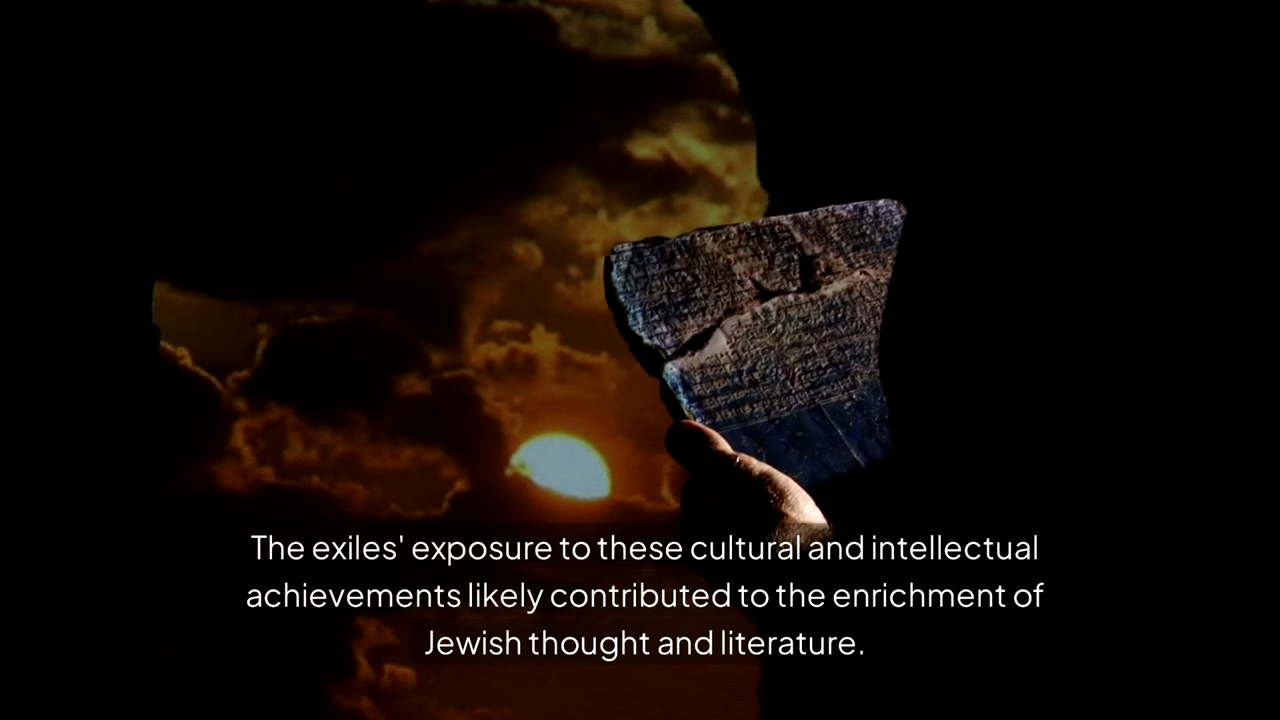 The exiles' exposure to these cultural and intellectual
achievements likely contributed to the enrichment of
Jewish thought and literature.